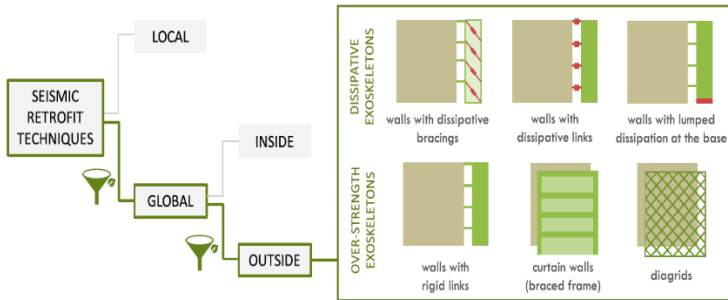 LOCAL
SEISMIC
RETROFIT
TECHNIQUES
INSIDE
GLOBAL
OUTSIDE
DISSIPATIVE
EXOSKELETONS
walls with dissipative
bracings
walls with
dissipative links
walls with lumped
dissipation at the base
OVER-STRENGTH
EXOSKELETONS
walls with
rigid links
curtain walls
(braced frame)
diagrids